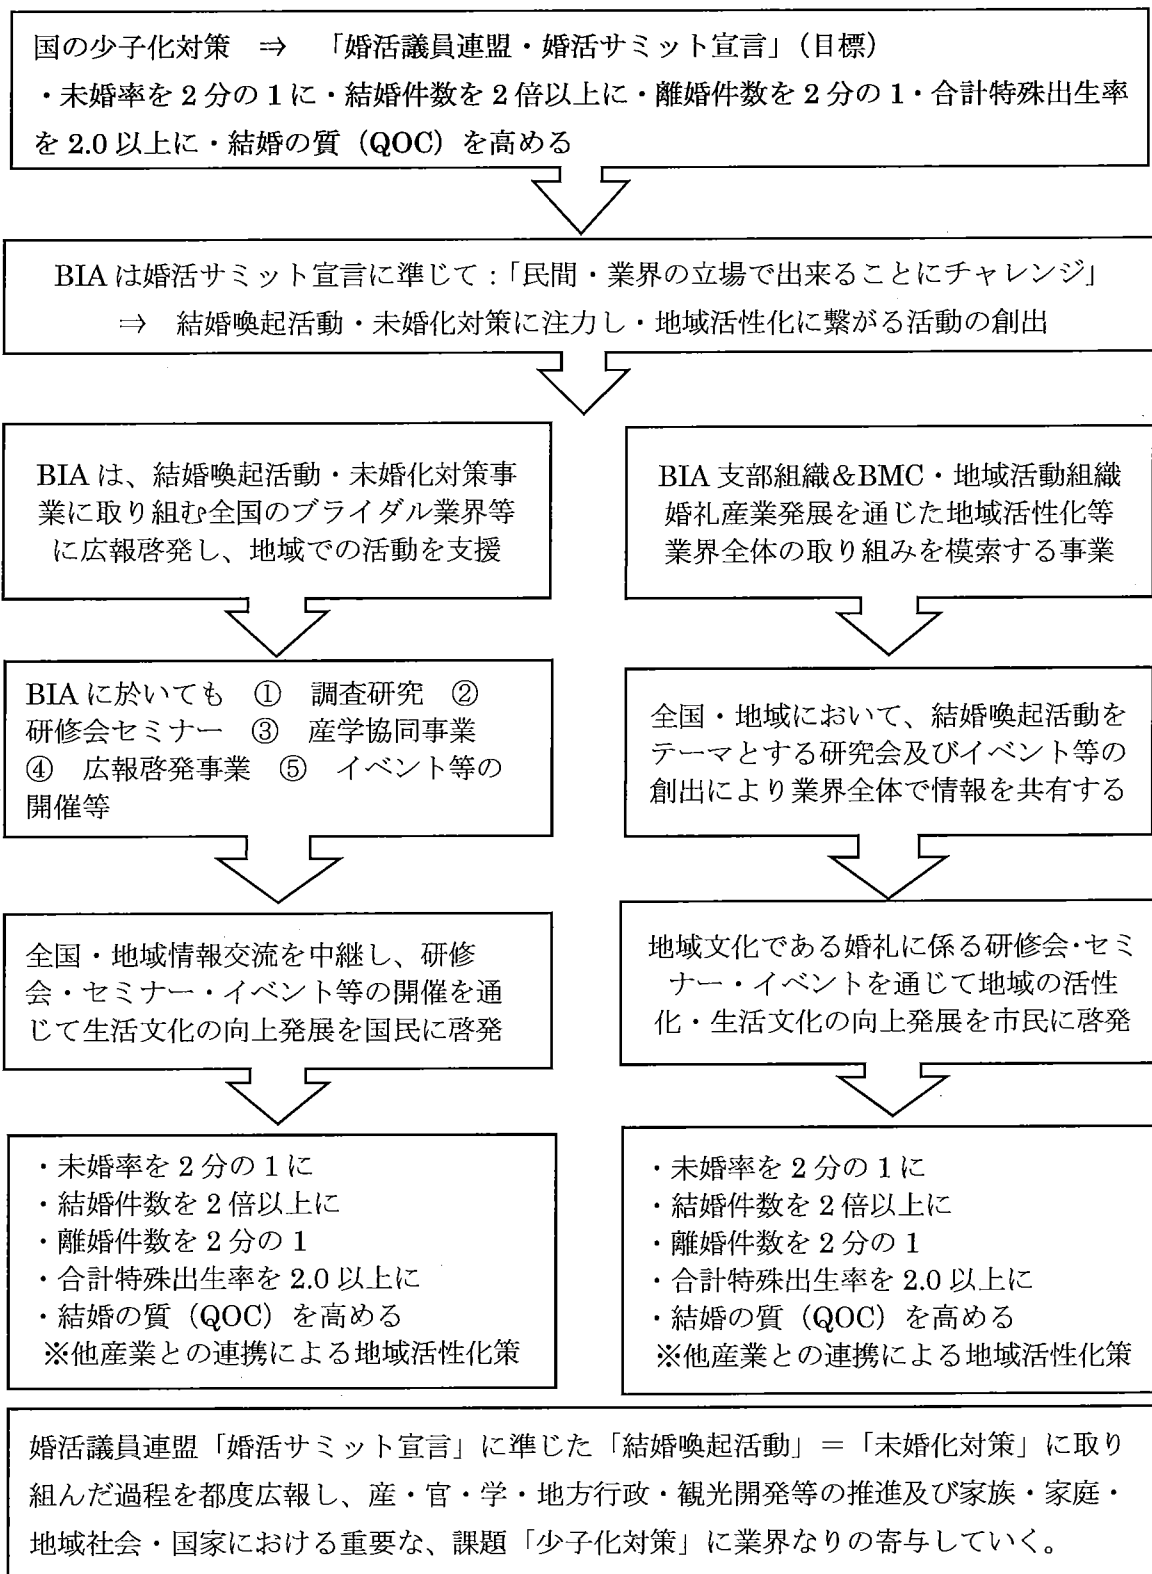 国の少子化対策　⇒　「婚活議員連盟・婚活サミット宣言」(目標)
・未婚率を2分の1に・結婚件数を2倍以上に・離婚件数を2分の1・合計特殊出生率
を2.0以上に・結婚の質（QOC）を高める
BIAは婚活サミット宣言に準じて：「民間・業界の立場で出来ることにチャレンジ」
⇒　結婚喚起活動・未婚化対策に注力し・地域活性化に繋がる活動の創出
BIAは、結婚喚起活動・未婚化対策事
業に取り組む全国のブライダル業界等
に広報啓発し、地域での活動を支援
BIA支部組織＆BMC・地域活動組織
婚礼産業発展を通じた地域活性化等
業界全体の取り組みを模索する事業
BIAに於いても　①　調査研究　②
研修会セミナー　③　産学協同事業
④　広報啓発事業　⑤　イベント等の
開催等
全国・地域において、結婚喚起活動を
テーマとする研究会及びイベント等の
創出により業界全体で情報を共有する
全国・地域情報交流を中継し、研修
会・セミナー・イベント等の開催を通
じて生活文化の向上発展を国民に啓発
地域文化である婚礼に係る研修会・セミ
ナー・イベントを通じて地域の活性
化・生活文化の向上発展を市民に啓発
・未婚率を2分の1に
・結婚件数を2倍以上に
・離婚件数を2分の1
・合計特殊出生率を2.0以上に
・結婚の質（QOC）を高める
※他産業との連携による地域活性化策
・未婚率を2分の1に
・結婚件数を2倍以上に
・離婚件数を2分の1
・合計特殊出生率を2.0以上に
・結婚の質（QOC）を高める
※他産業との連携による地域活性化策
婚活議員連盟「婚活サミット宣言」に準じた「結婚喚起活動」＝「未婚化対策」に取り
組んだ過程を都度広報し、産・官・学・地方行政・観光開発等の推進及び家族・家庭・
地域社会・国家における重要な、課題「少子化対策」に業界なりの寄与していく。